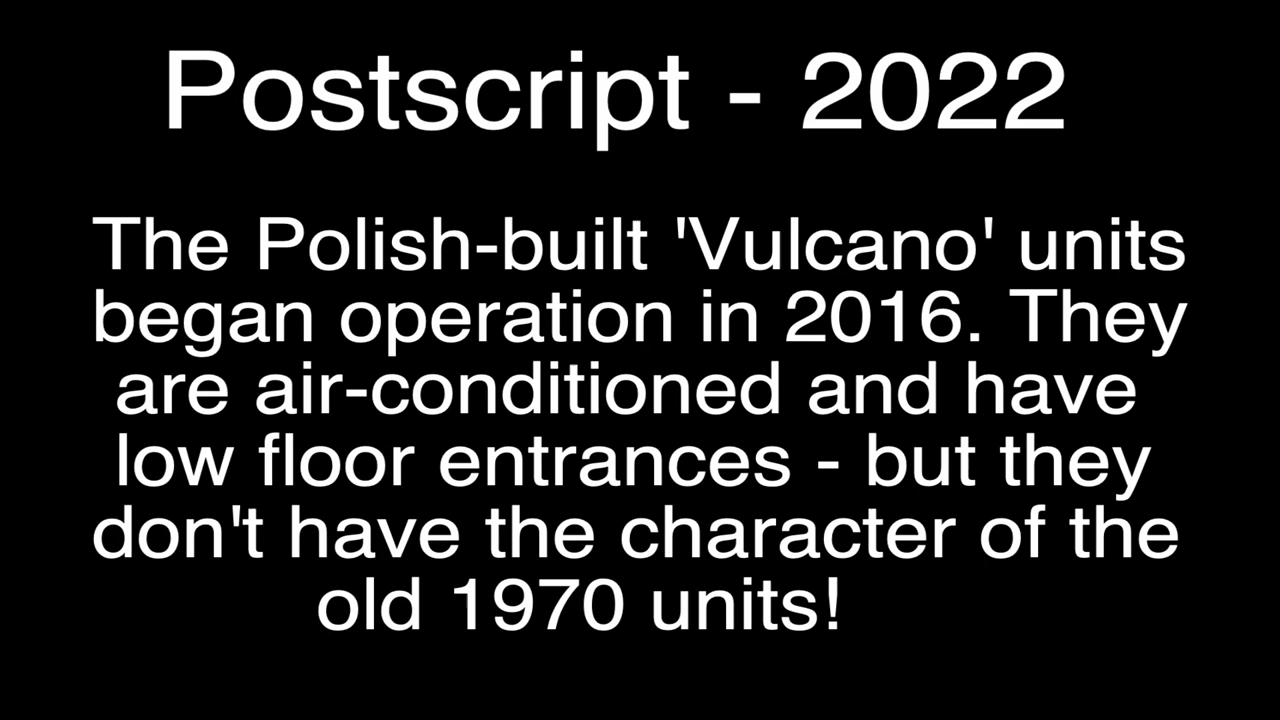 Postscript - 2022
The Polish-built 'Vulcano' units
began operation in 2016. They
are air-conditioned and have
low floor entrances - but they
don't have the character of the
old 1970 units!